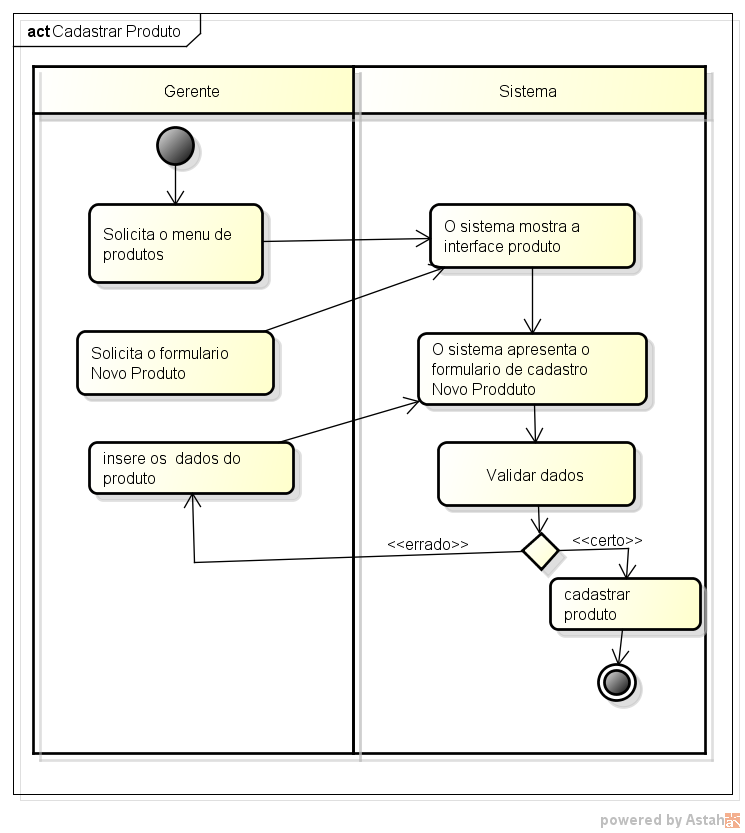 act Cadastrar Produto
Gerente
Sistema
Solicita o menu de
produtos
O sistema mostra a
interface produto
Solicita o formulario
Novo Produto
O sistema apresenta o
formulario de cadastro
Novo Prodduto
insere os  dados do
produto
Validar dados
<<errado>>
<<certo>>
cadastrar
produto
powered by Astah